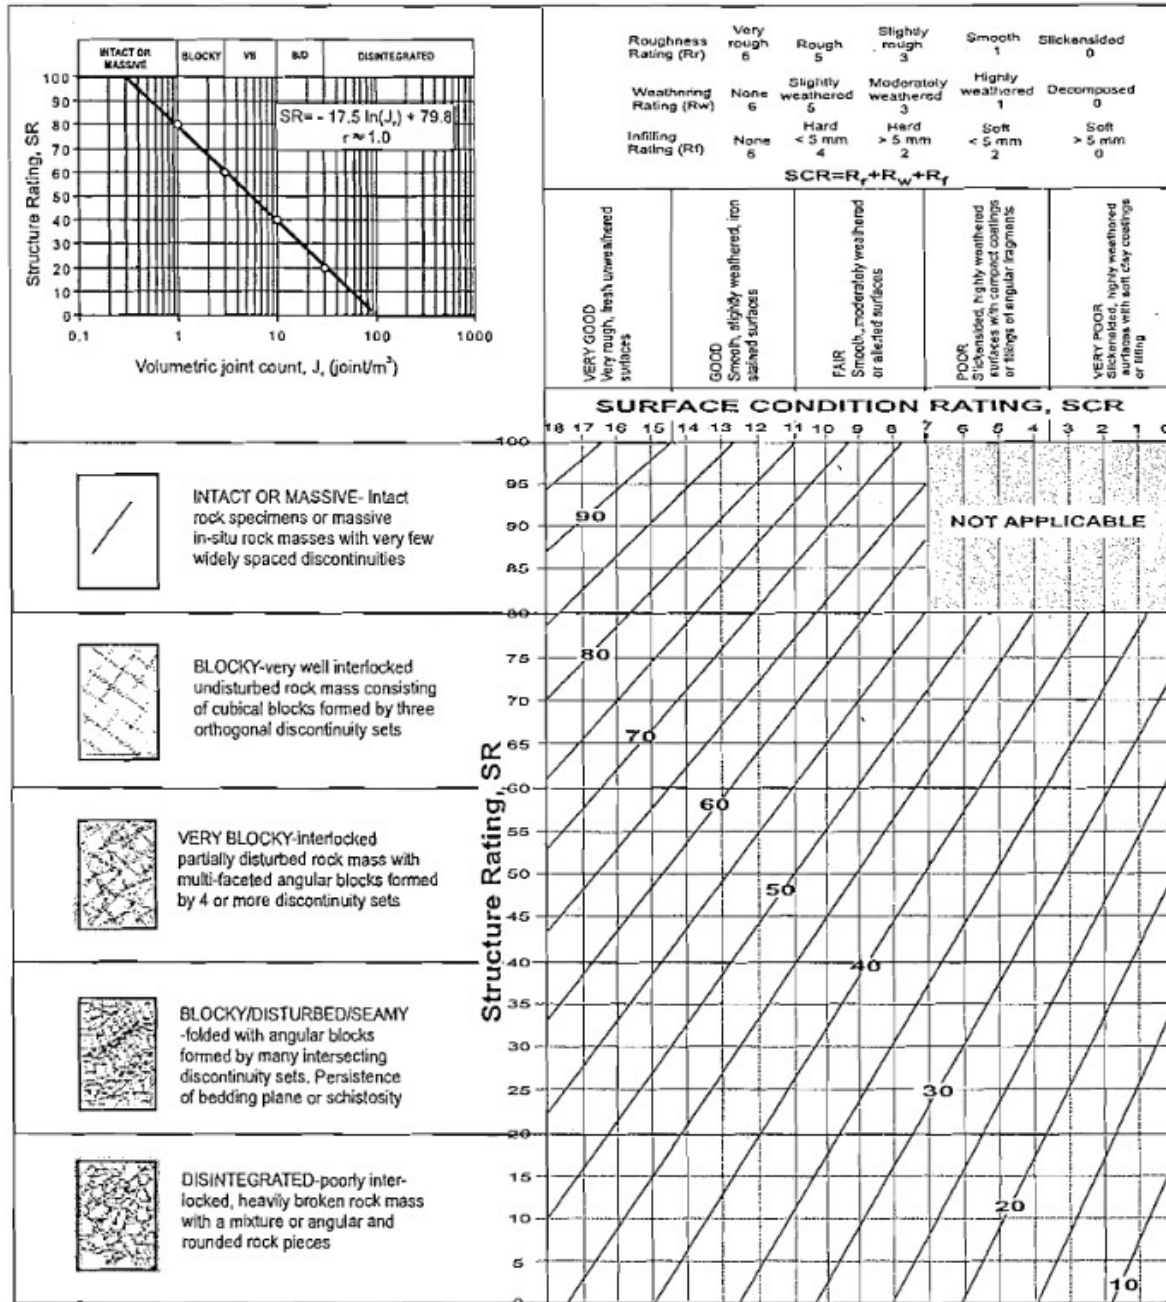 INTACT OR MASSIVE
BLOCKY
VB
B/D
DISINTEGRATED
100
90
80
70
60
50
40
30
20
10
0
Structure Rating, SR
SR= - 17.5 ln(Jv) + 79.8
r ≈ 1.0
0.1 1 10 100 1000
Volumetric joint count, Jv (joint/m³)
Roughness Rating (Rr)
Very rough 6
Rough 5
Slightly rough 3
Smooth 1
Slickensided 0
Weathering Rating (Rw)
None 6
Slightly weathered 5
Moderately weathered 3
Highly weathered 1
Decomposed 0
Infilling Rating (Rf)
None 6
Hard < 5 mm 4
Hard > 5 mm 2
Soft < 5 mm 2
Soft > 5 mm 0
SCR=Rr+Rw+Rf
VERY GOOD
Very rough, fresh unweathered
surfaces
GOOD
Smooth, slightly weathered, iron
stained surfaces
FAIR
Smooth, moderately weathered
or altered surfaces
POOR
Slickensided, highly weathered
surfaces with compact coatings
or fillings of angular fragments
VERY POOR
Slickensided, highly weathered
surfaces with soft clay coatings
or filling
SURFACE CONDITION RATING, SCR
18 17 16 15 14 13 12 11 10 9 8 7 6 5 4 3 2 1 0
INTACT OR MASSIVE- Intact
rock specimens or massive
in-situ rock masses with very few
widely spaced discontinuities
BLOCKY-very well interlocked
undisturbed rock mass consisting
of cubical blocks formed by three
orthogonal discontinuity sets
VERY BLOCKY-interlocked
partially disturbed rock mass with
multi-faceted angular blocks formed
by 4 or more discontinuity sets
BLOCKY/DISTURBED/SEAMY
-folded with angular blocks
formed by many intersecting
discontinuity sets, Persistence
of bedding plane or schistosity
DISINTEGRATED-poorly inter-
locked, heavily broken rock mass
with a mixture or angular and
rounded rock pieces
Structure Rating, SR
100
95
90
85
80
75
70
65
60
55
50
45
40
35
30
25
20
15
10
5
0
NOT APPLICABLE
90
80
70
60
50
40
30
20
10